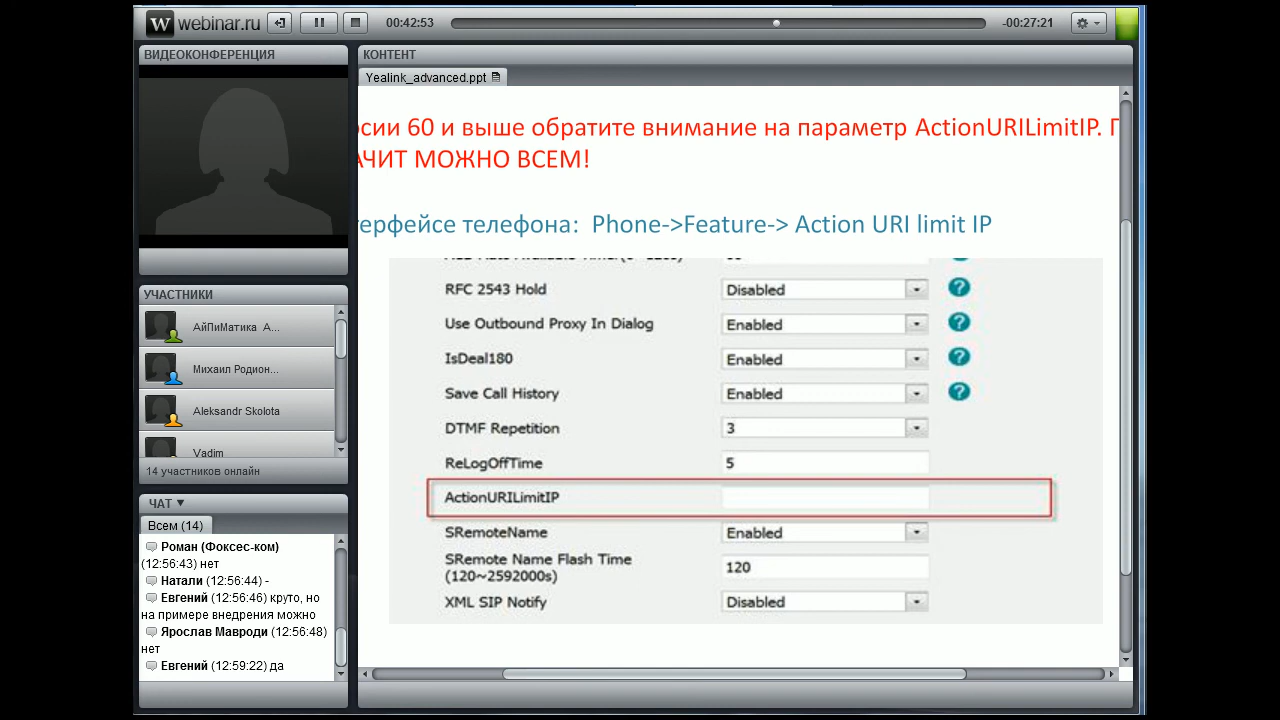 W webinar.ru
00:42:53
-00:27:21
ВИДЕОКОНФЕРЕНЦИЯ
УЧАСТНИКИ
АйПиМатика А...
Михаил Родион...
Aleksandr Skolota
Vadim
14 участников онлайн
ЧАТ
Всем (14)
Роман (Фоксес-ком)
(12:56:43) нет
Натали (12:56:44) -
Евгений (12:56:46) круто, но
на примере внедрения можно
Ярослав Мавроди (12:56:48)
нет
Евгений (12:59:22) да
КОНТЕНТ
Yealink_advanced.ppt
рсии 60 и выше обратите внимание на параметр ActionURILimitIP. П
АЧИТ МОЖНО ВСЕМ!
терфейсе телефона: Phone->Feature-> Action URI limit IP
RFC 2543 Hold Disabled ?
Use Outbound Proxy In Dialog Enabled ?
IsDeal180 Enabled ?
Save Call History Enabled ?
DTMF Repetition 3
ReLogOffTime 5
ActionURILimitIP
SRemoteName Enabled
SRemote Name Flash Time
(120~2592000s) 120
XML SIP Notify Disabled